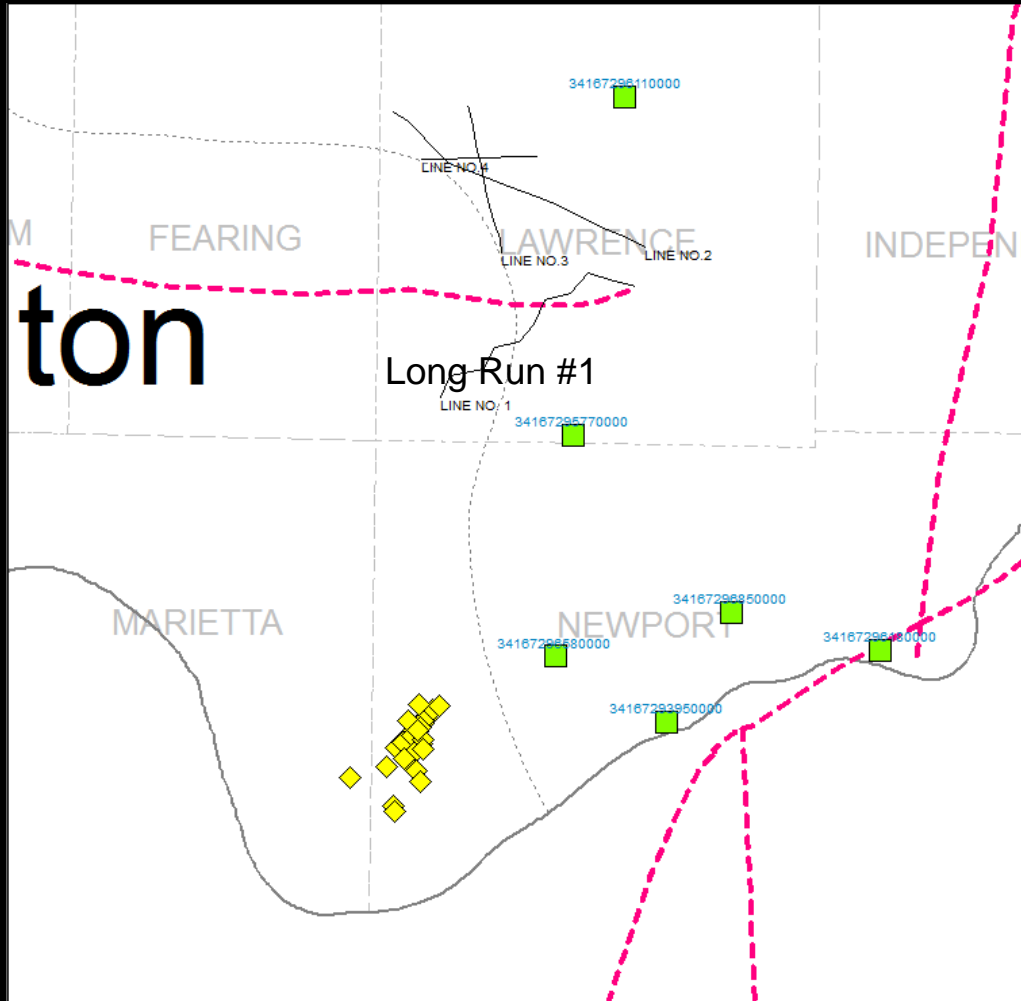 34167296110000
LINE NO.4
M
FEARING
LAWRENCE
INDEPEN
LINE NO.3
LINE NO.2
ton
Long Run #1
LINE NO. 1
34167295770000
34167296850000
MARIETTA
NEWPORT
34167296580000
34167293950000